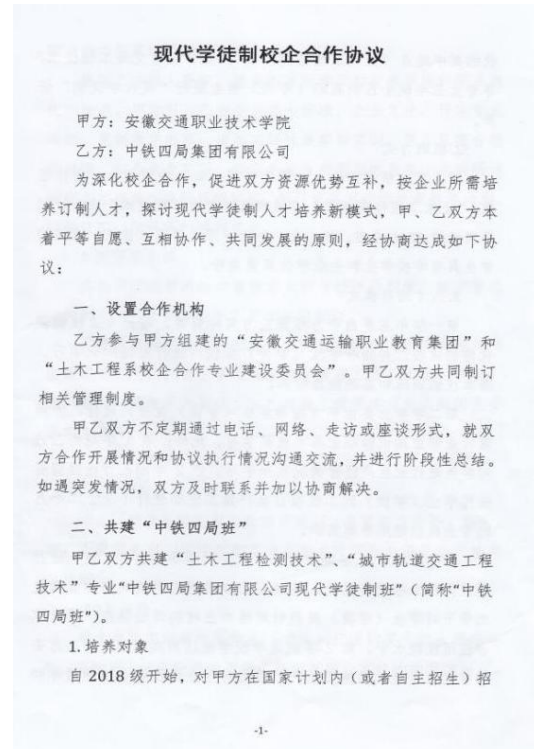 现代学徒制校企合作协议
甲方：安徽交通职业技术学院
乙方：中铁四局集团有限公司
为深化校企合作，促进双方资源优势互补，按企业所需培
养订制人才，探讨现代学徒制人才培养新模式，甲、乙双方本
着平等自愿、互相协作、共同发展的原则，经协商达成如下协
议：
一、设置合作机构
乙方参与甲方组建的“安徽交通运输职业教育集团”和
“土木工程系校企合作专业建设委员会”。甲乙双方共同制订
相关管理制度。
甲乙双方不定期通过电话、网络、走访或座谈形式，就双
方合作开展情况和协议执行情况沟通交流，并进行阶段性总结。
如遇突发情况，双方及时联系并加以协商解决。
二、共建“中铁四局班”
甲乙双方共建“土木工程检测技术”、“城市轨道交通工程
技术”专业“中铁四局集团有限公司现代学徒制班”（简称“中铁
四局班”）。
1.培养对象
自 2018 级开始，对甲方在国家计划内（或者自主招生）招
-1-